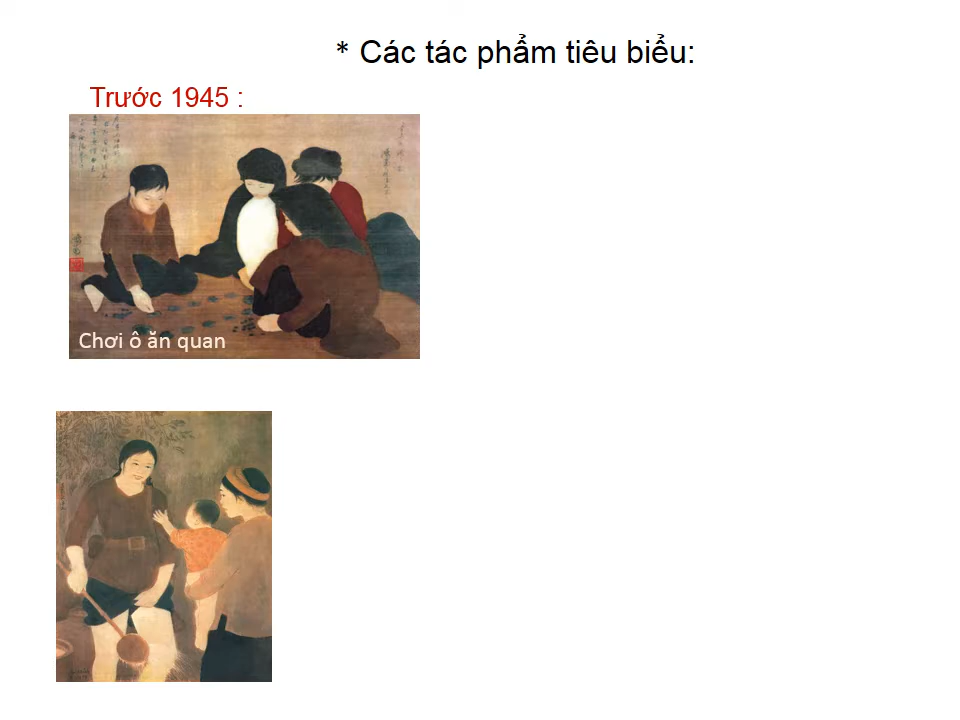 * Các tác phẩm tiêu biểu:
Trước 1945 :
Chơi ô ăn quan